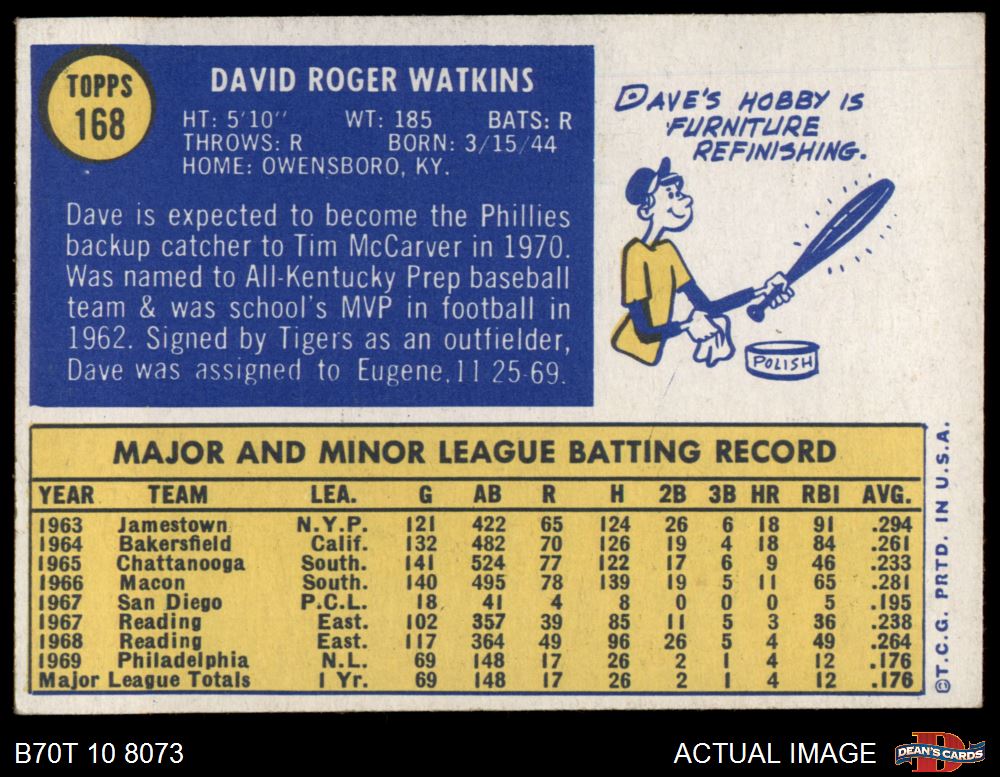 TOPPS
168
DAVID ROGER WATKINS
HT: 5'10" WT: 185 BATS: R
THROWS: R BORN: 3/15/44
HOME: OWENSBORO, KY.
Dave is expected to become the Phillies
backup catcher to Tim McCarver in 1970.
Was named to All-Kentucky Prep baseball
team & was school's MVP in football in
1962. Signed by Tigers as an outfielder,
Dave was assigned to Eugene, 11 25-69.
DAVE'S HOBBY IS
FURNITURE
REFINISHING.
POLISH
MAJOR AND MINOR LEAGUE BATTING RECORD
YEAR TEAM LEA. G AB R H 2B 3B HR RBI AVG.
1963 Jamestown N.Y.P. 121 422 65 124 26 6 18 91 .294
1964 Bakersfield Calif. 132 482 70 126 19 4 18 84 .261
1965 Chattanooga South. 141 524 77 122 17 6 9 46 .233
1966 Macon South. 140 495 78 139 19 5 11 65 .281
1967 San Diego P.C.L. 18 41 4 8 0 0 0 5 .195
1967 Reading East. 102 357 39 85 11 5 3 36 .238
1968 Reading East. 117 364 49 96 26 5 4 49 .264
1969 Philadelphia N.L. 69 148 17 26 2 1 4 12 .176
Major League Totals 1 Yr. 69 148 17 26 2 1 4 12 .176
©T.C.G. PRTD. IN U.S.A.
B70T 10 8073
ACTUAL IMAGE
DEAN'S CARDS